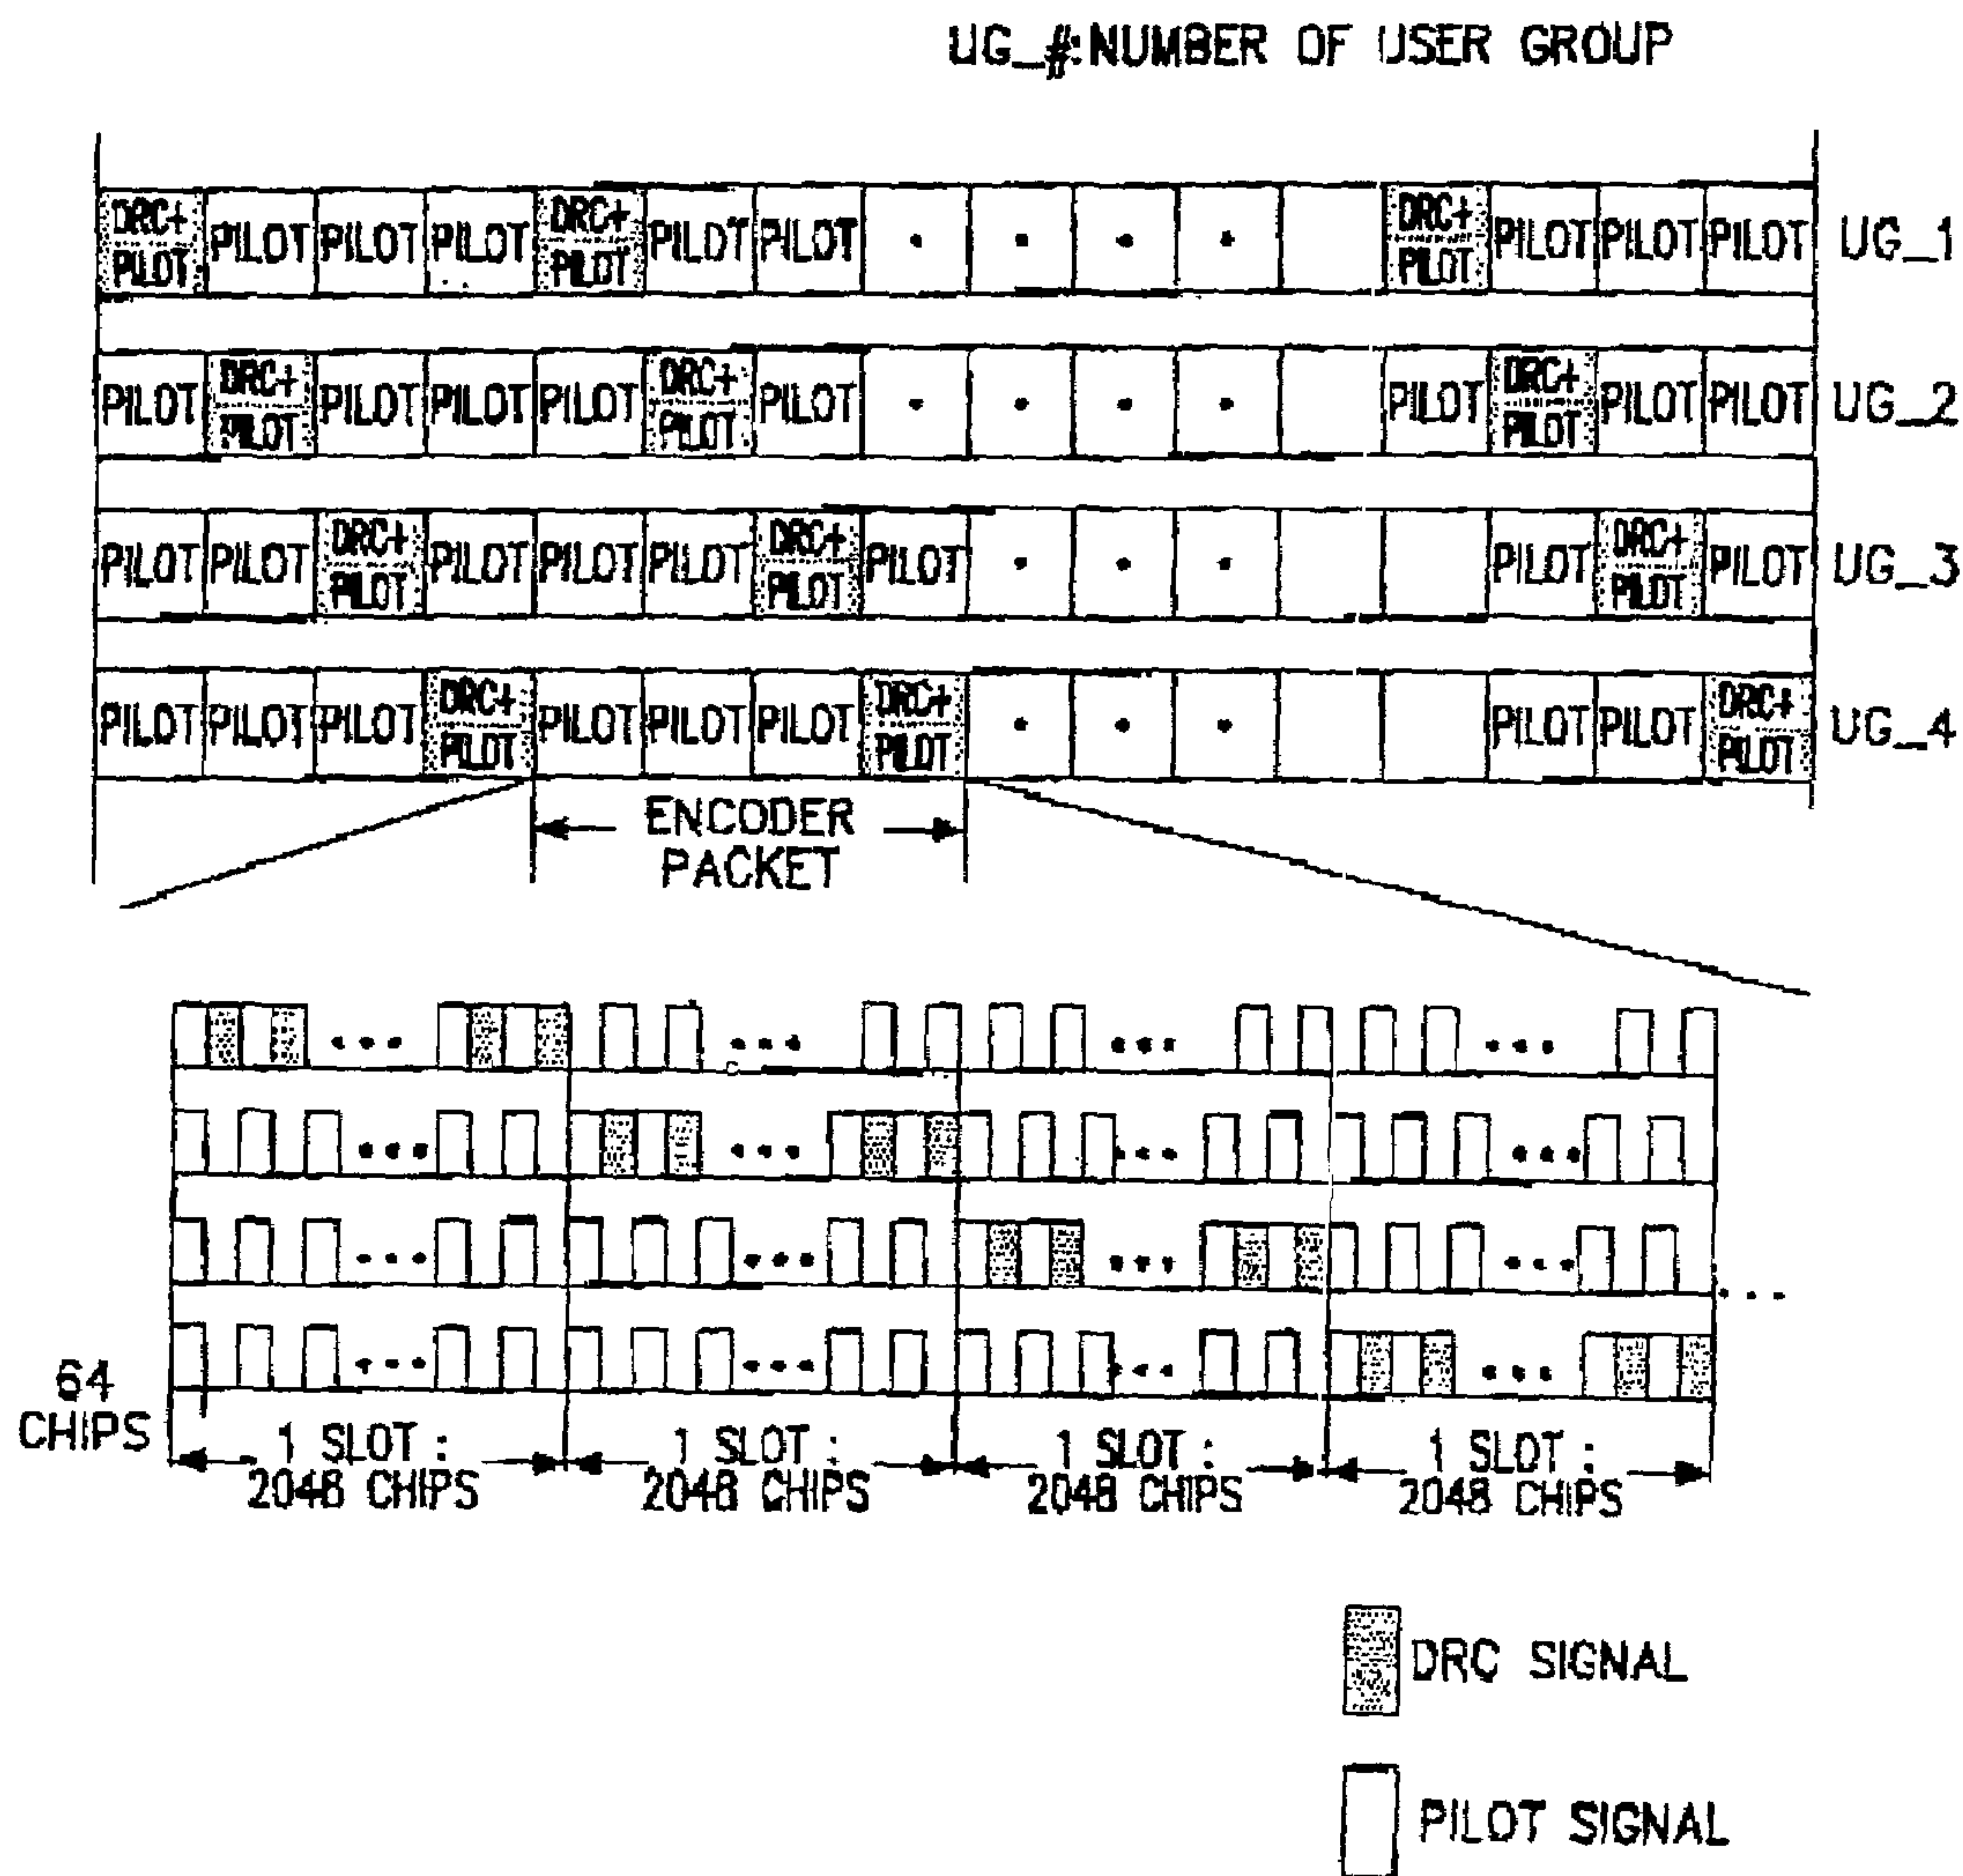 UG_#:NUMBER OF USER GROUP
DRC+ PILOT PILOT PILOT PILOT DRC+ PILOT PILOT PILOT DRC+ PILOT PILOT PILOT PILOT UG_1
PILOT DRC+ PILOT PILOT PILOT PILOT DRC+ PILOT PILOT PILOT DRC+ PILOT PILOT PILOT UG_2
PILOT PILOT DRC+ PILOT PILOT PILOT PILOT DRC+ PILOT PILOT PILOT DRC+ PILOT PILOT UG_3
PILOT PILOT PILOT DRC+ PILOT PILOT PILOT PILOT DRC+ PILOT PILOT PILOT DRC+ PILOT UG_4
ENCODER
PACKET
64
CHIPS
1 SLOT : 1 SLOT : 1 SLOT : 1 SLOT :
2048 CHIPS 2048 CHIPS 2048 CHIPS 2048 CHIPS
DRC SIGNAL
PILOT SIGNAL